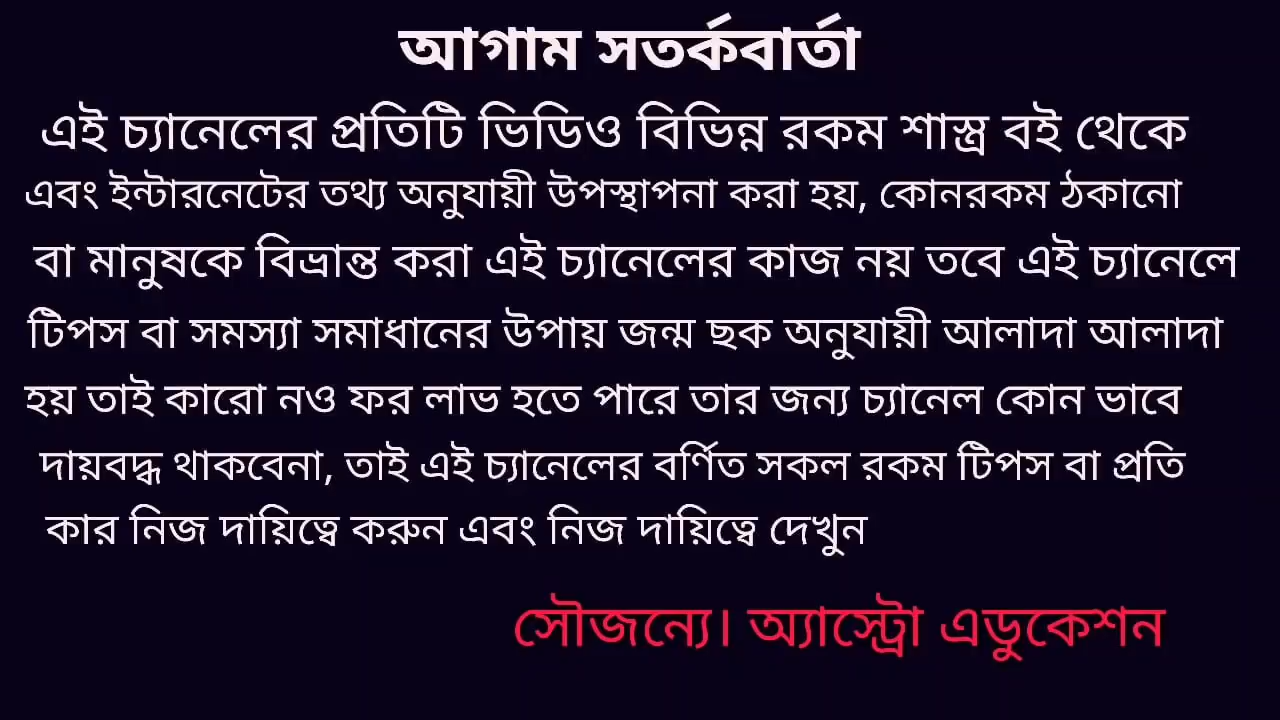 আগাম সতর্কবার্তা
এই চ্যানেলের প্রতিটি ভিডিও বিভিন্ন রকম শাস্ত্র বই থেকে
এবং ইন্টারনেটের তথ্য অনুযায়ী উপস্থাপনা করা হয়, কোনরকম ঠকানো
বা মানুষকে বিভ্রান্ত করা এই চ্যানেলের কাজ নয় তবে এই চ্যানেলে
টিপস বা সমস্যা সমাধানের উপায় জন্ম ছক অনুযায়ী আলাদা আলাদা
হয় তাই কারো নও ফর লাভ হতে পারে তার জন্য চ্যানেল কোন ভাবে
দায়বদ্ধ থাকবেনা, তাই এই চ্যানেলের বর্ণিত সকল রকম টিপস বা প্রতি
কার নিজ দায়িত্বে করুন এবং নিজ দায়িত্বে দেখুন
সৌজন্যে। অ্যাস্ট্রো এডুকেশন